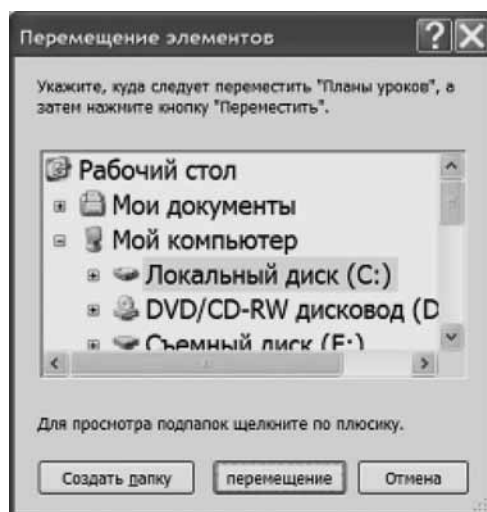 Перемещение элементов
Укажите, куда следует переместить "Планы уроков", а
затем нажмите кнопку "Переместить".
Рабочий стол
Мои документы
Мой компьютер
Локальный диск (C:)
DVD/CD-RW дисковод (D
Съемный диск (F:)
Для просмотра подпапок щелкните по плюсику.
Создать папку перемещение Отмена